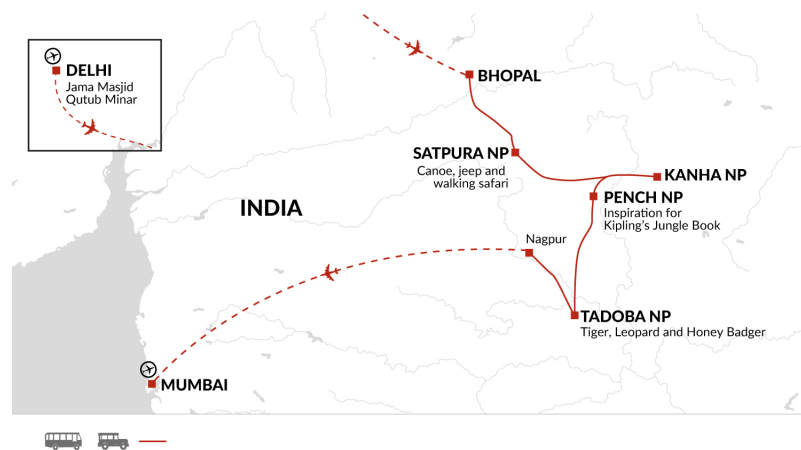 DELHI
Jama Masjid
Qutub Minar
BHOPAL
SATPURA NP
Canoe, jeep and
walking safari
KANHA NP
PENCH NP
Inspiration for
Kipling's Jungle Book
INDIA
Nagpur
TADOBA NP
Tiger, Leopard and Honey Badger
MUMBAI